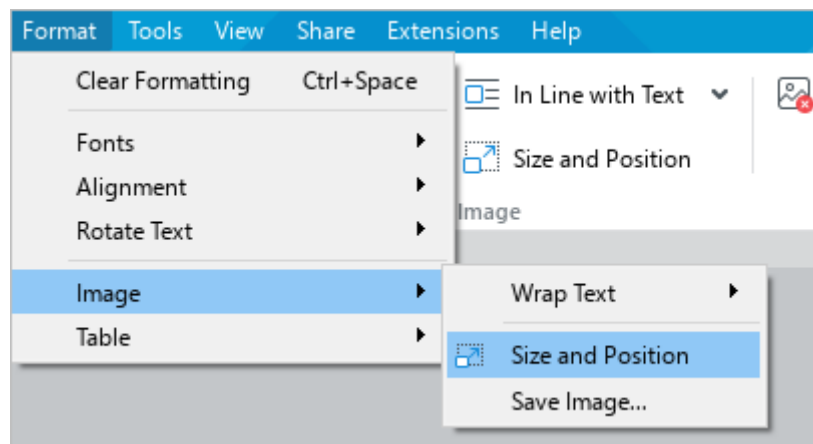 Format Tools View Share Extensions Help
Clear Formatting Ctrl+Space
Fonts
Alignment
Rotate Text
Image
Table
In Line with Text
Size and Position
Image
Wrap Text
Size and Position
Save Image...